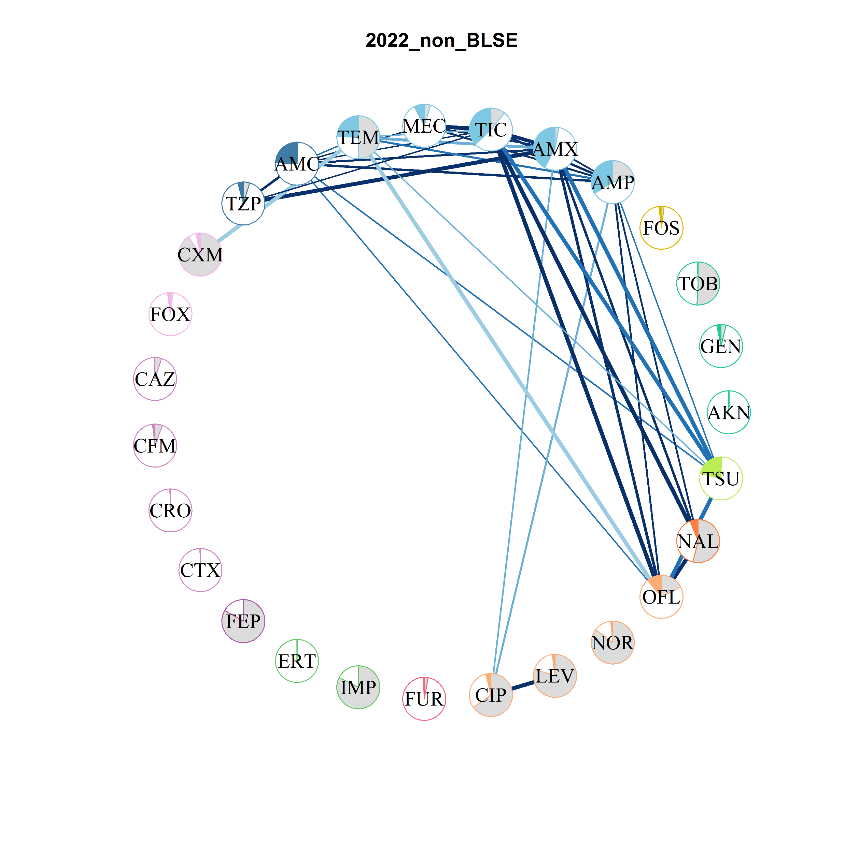 2022_non_BLSE
MEC
TIC
TEM
AMX
AMC
AMP
TZP
FOS
CXM
TOB
FOX
GEN
CAZ
AKN
CFM
TSU
CRO
NAL
CTX
OFL
FEP
NOR
ERT
LEV
IMP
CIP
FUR